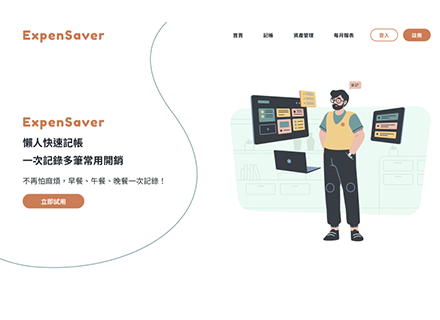 ExpenSaver
首頁 記帳 資產管理 每月報表 登入 註冊
ExpenSaver
懶人快速記帳
一次記錄多筆常用開銷
不再怕麻煩，早餐、午餐、晚餐一次記錄！
立即試用